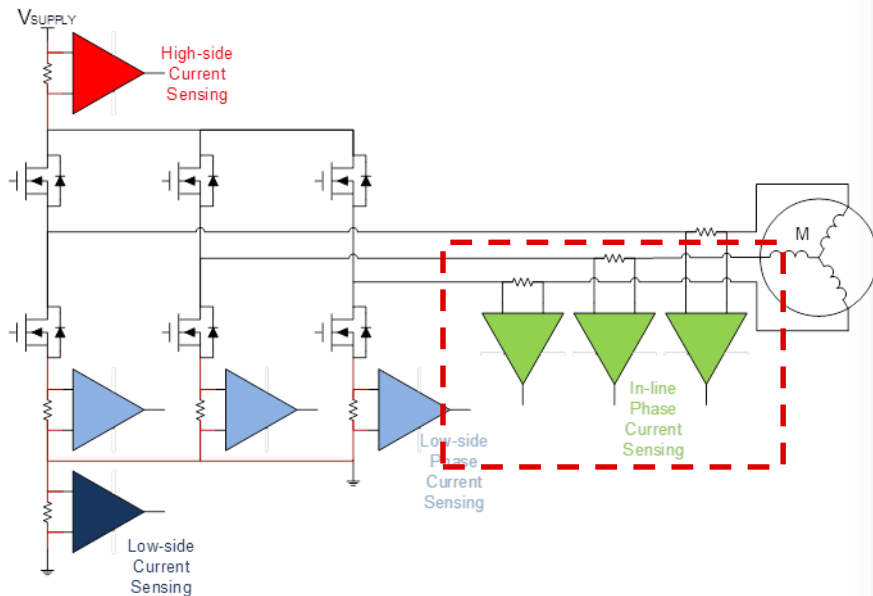 VSUPPLY
High-side
Current
Sensing
M
In-line
Phase
Current
Sensing
Low-side
Phase
Current
Sensing
Low-side
Current
Sensing